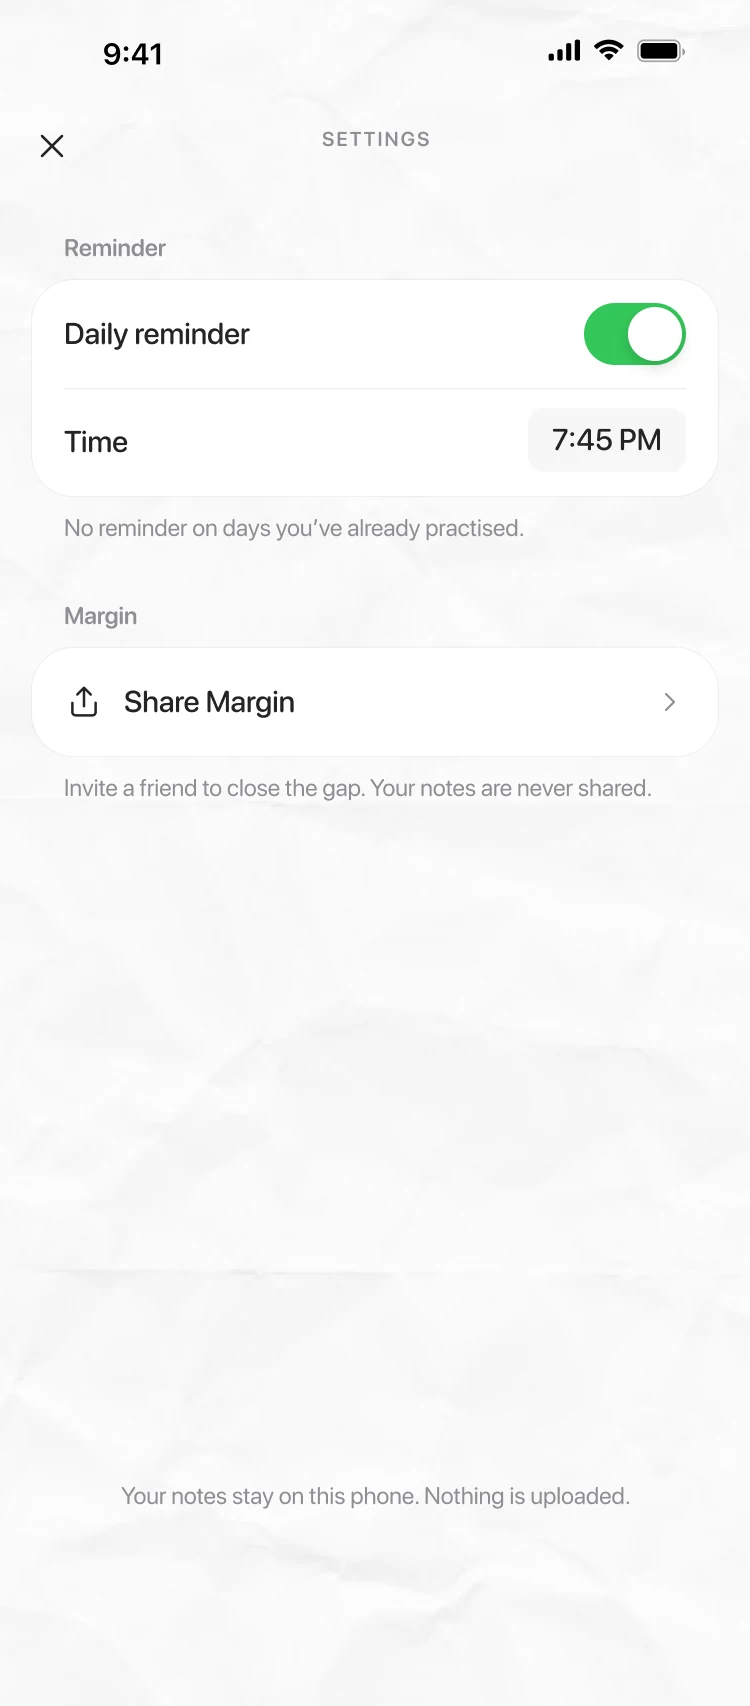 9:41
SETTINGS
Reminder
Daily reminder
Time
7:45 PM
No reminder on days you’ve already practised.
Margin
Share Margin
Invite a friend to close the gap. Your notes are never shared.
Your notes stay on this phone. Nothing is uploaded.